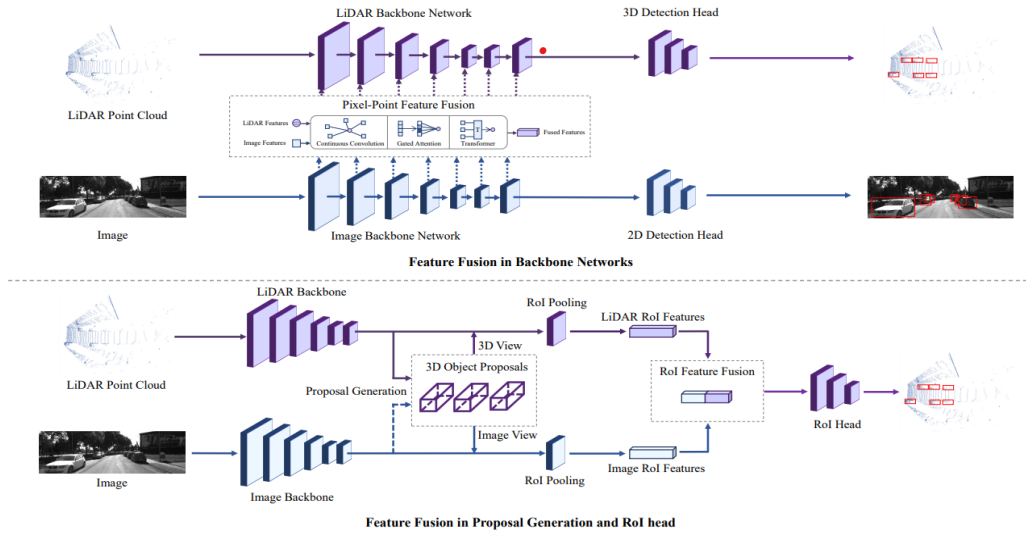 LiDAR Backbone Network
3D Detection Head
LiDAR Point Cloud
Pixel-Point Feature Fusion
LiDAR Features
Image Features
Continuous Convolution
Gated Attention
T
Transformer
Fused Features
Image
Image Backbone Network
2D Detection Head
Feature Fusion in Backbone Networks
LiDAR Backbone
RoI Pooling
LiDAR RoI Features
3D View
LiDAR Point Cloud
3D Object Proposals
RoI Feature Fusion
Proposal Generation
RoI Head
Image View
Image
Image Backbone
RoI Pooling
Image RoI Features
Feature Fusion in Proposal Generation and RoI head